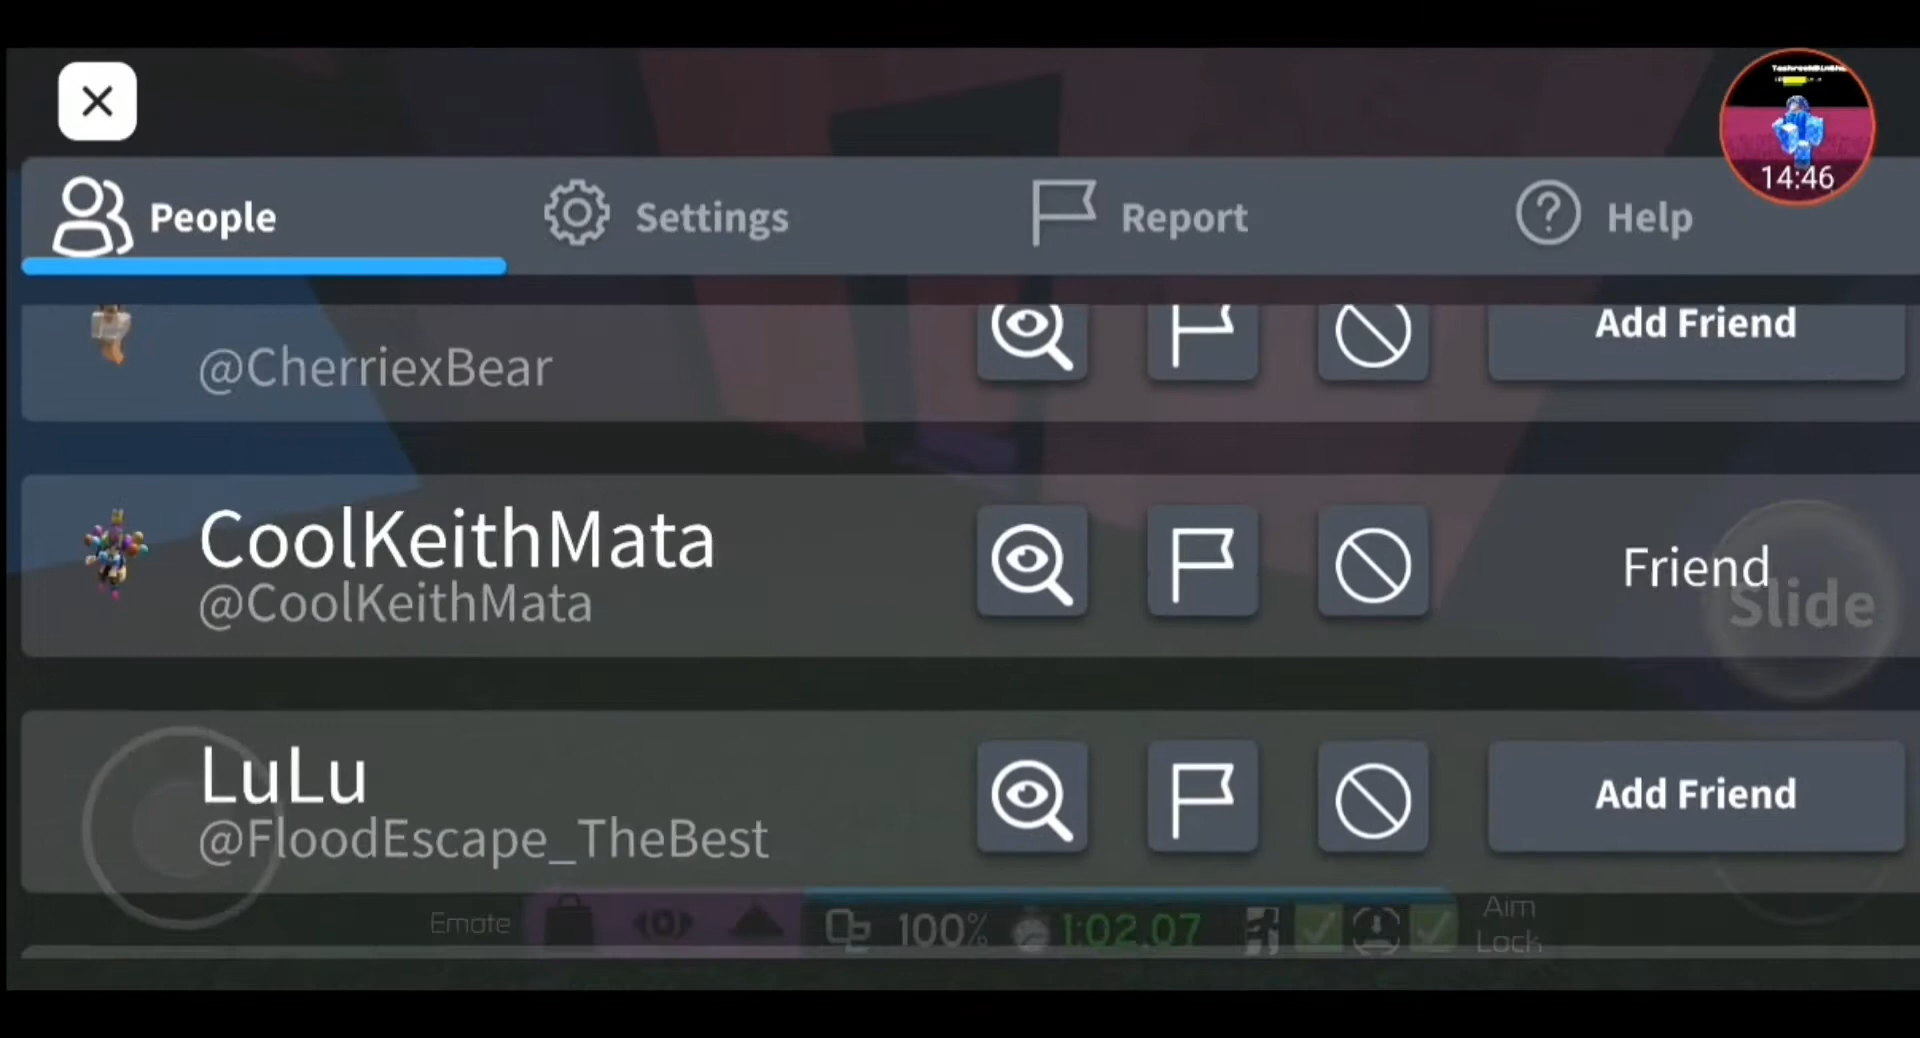 14:46
People
Settings
Report
Help
@CherriexBear
Add Friend
CoolKeithMata
@CoolKeithMata
Friend
Slide
LuLu
@FloodEscape_TheBest
Add Friend
Emote
100%
1:02.07
Aim
Lock